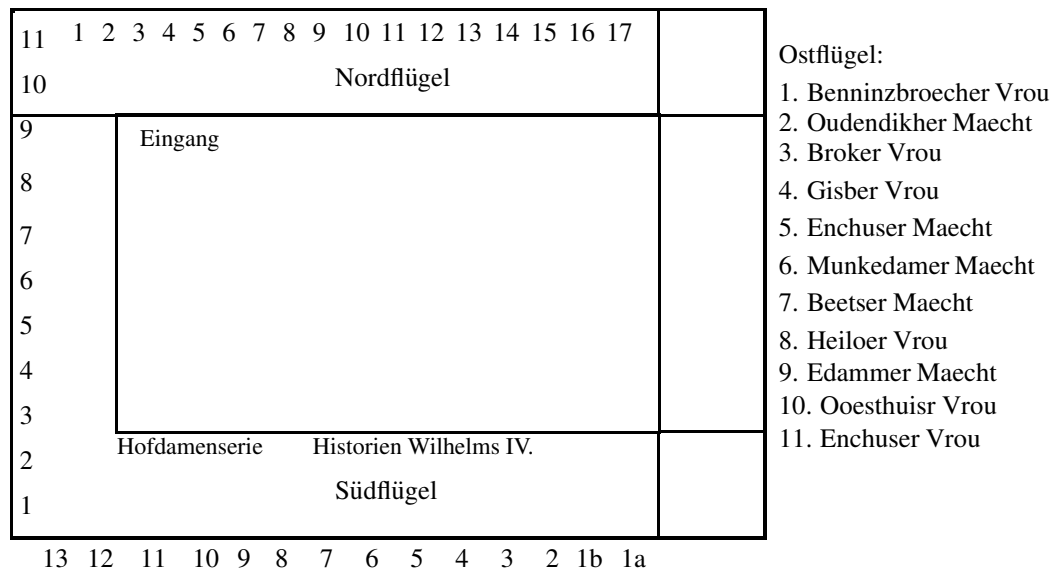 1 2 3 4 5 6 7 8 9 10 11 12 13 14 15 16 17
11
10
Nordflügel
9
Eingang
8
7
6
5
4
3
Hofdamenserie Historien Wilhelms IV.
2
Südflügel
1
13 12 11 10 9 8 7 6 5 4 3 2 1b 1a
Ostflügel:
1. Benninzbroecher Vrou
2. Oudendikher Maecht
3. Broker Vrou
4. Gisber Vrou
5. Enchuser Maecht
6. Munkedamer Maecht
7. Beetser Maecht
8. Heiloer Vrou
9. Edammer Maecht
10. Ooesthuisr Vrou
11. Enchuser Vrou